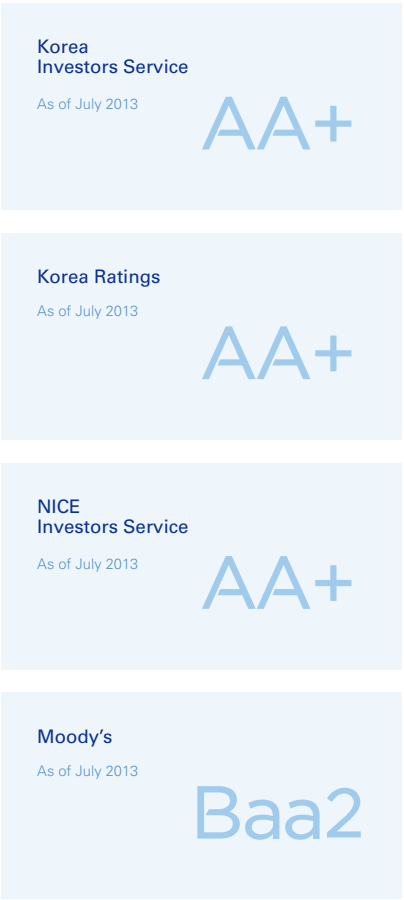 Korea
Investors Service
As of July 2013
AA+
Korea Ratings
As of July 2013
AA+
NICE
Investors Service
As of July 2013
AA+
Moody’s
As of July 2013
Baa2